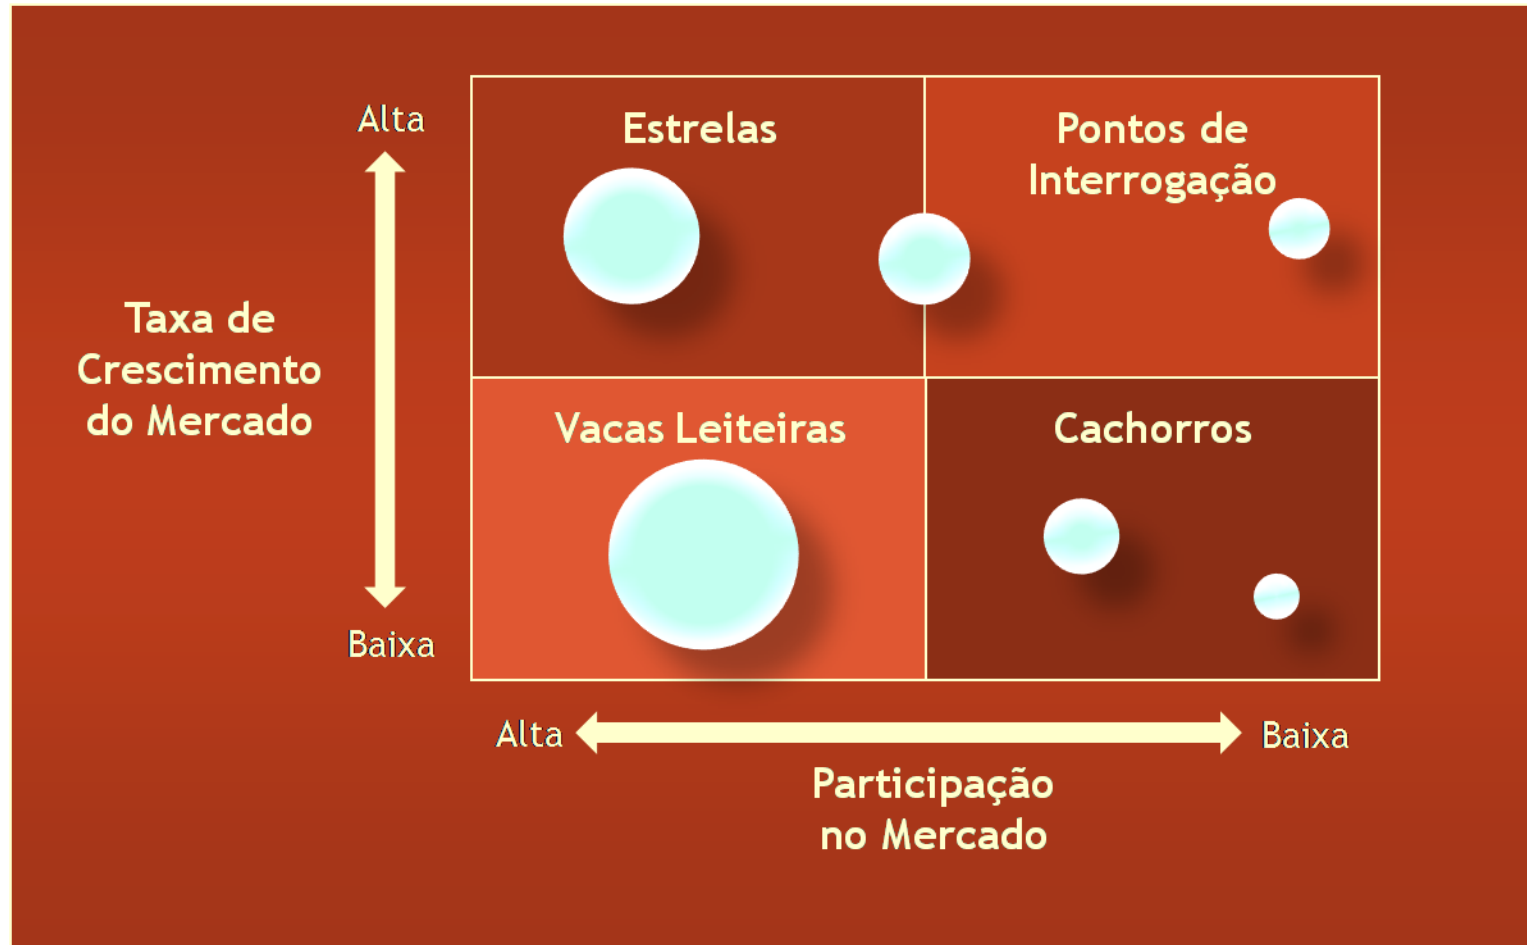 Alta
Estrelas
Pontos de
Interrogação
Taxa de
Crescimento
do Mercado
Vacas Leiteiras
Cachorros
Baixa
Alta
Baixa
Participação
no Mercado